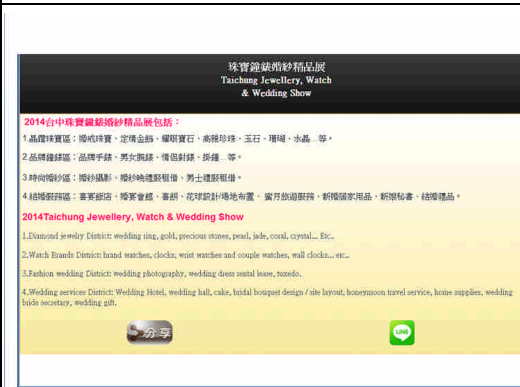 珠寶鐘錶婚紗精品展
Taichung Jewellery, Watch
& Wedding Show
2014台中珠寶鐘錶婚紗精品展包括：
1.晶鑽珠寶區：婚戒珠寶、定情金飾、耀眼寶石、高雅珍珠、玉石、珊瑚、水晶...等。
2.品牌鐘錶區：品牌手錶、男女腕錶、情侶對錶、掛鐘...等。
3.時尚婚紗區：婚紗攝影、婚紗晚禮服租借、男士禮服租借。
4.結婚服務區：喜宴飯店、婚宴會館、喜餅、花球設計/場地布置、蜜月旅遊服務、新婚居家用品、新娘秘書、結婚禮品。
2014Taichung Jewellery, Watch & Wedding Show
1.Diamond jewelry District: wedding ring, gold, precious stones, pearl, jade, coral, crystal... Etc..
2.Watch Brands District: brand watches, clocks, wrist watches and couple watches, wall clocks... etc..
3.Fashion wedding District: wedding photography, wedding dress rental lease, tuxedo.
4.Wedding services District: Wedding Hotel, wedding hall, cake, bridal bouquet design / site layout, honeymoon travel service, home supplies, wedding
bride secretary, wedding gift.
分享
LINE